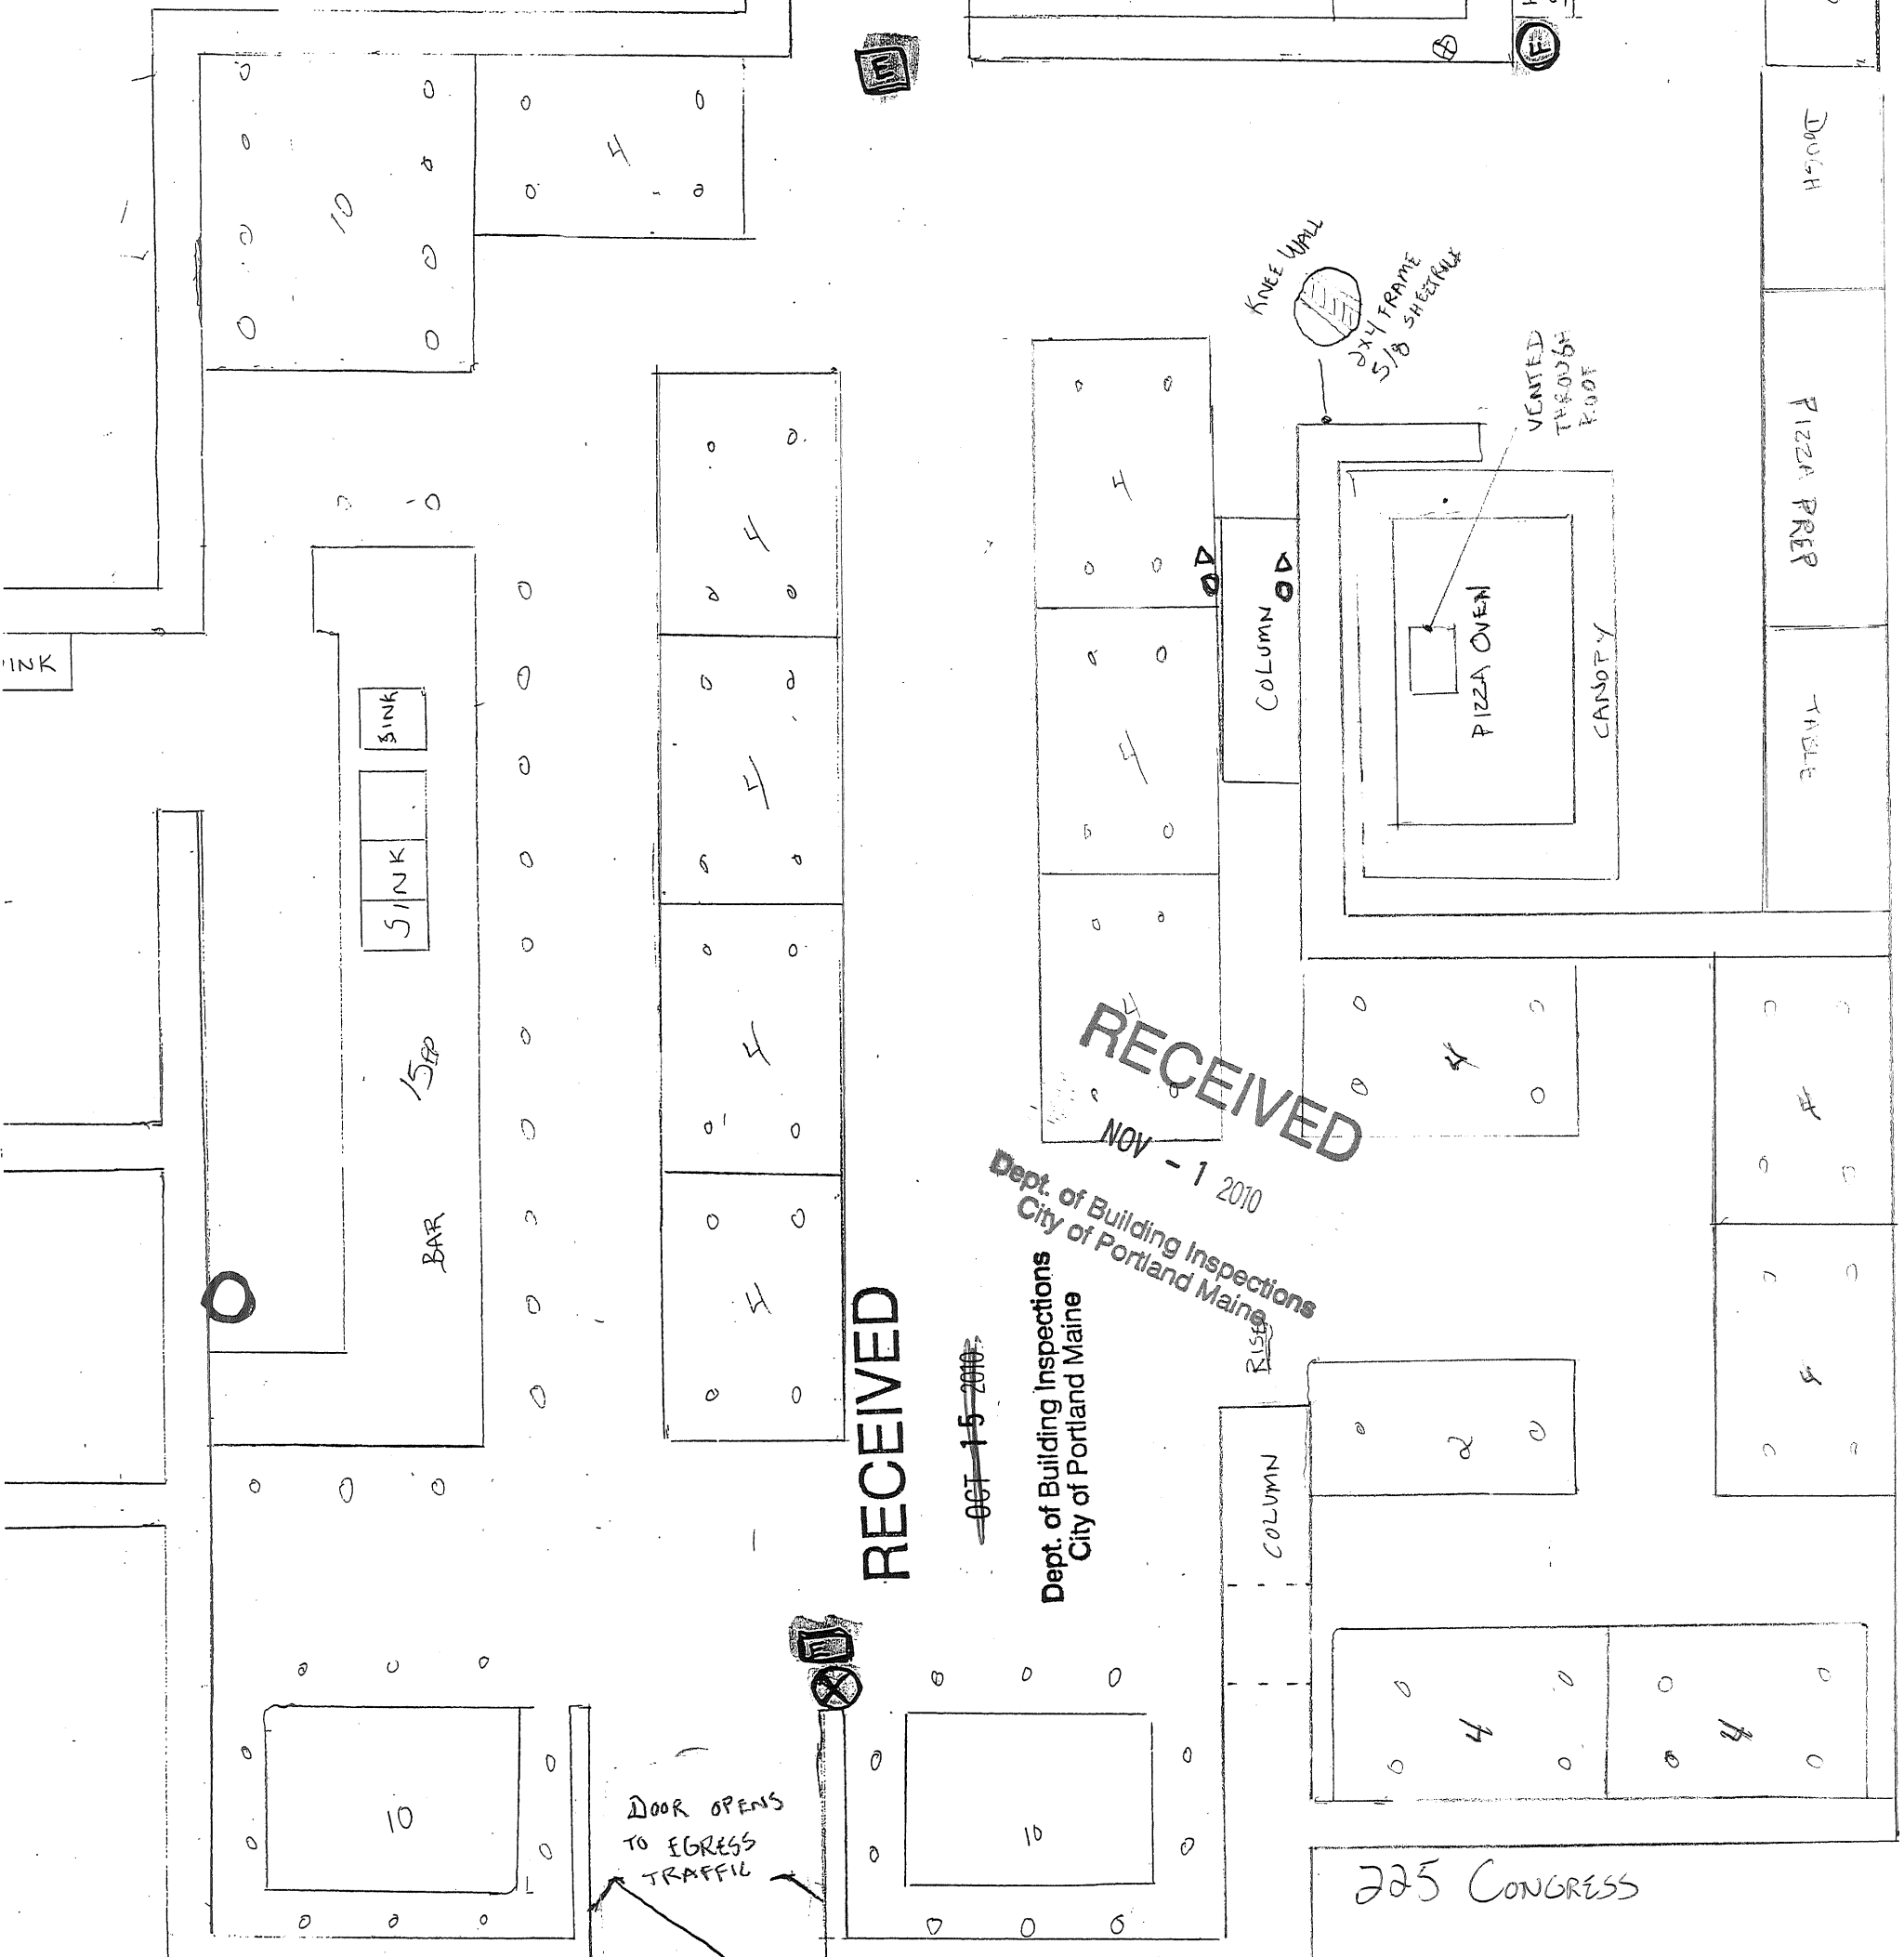 E
F
DOUGH
10
4
KNEE WALL
2x4 FRAME
5/8 SHEETROCK
VENTED
THROUGH
ROOF
PIZZA PREP
4
4
COLUMN
PIZZA OVEN
CANOPY
TABLE
SINK
4
4
SINK
4
4
4
4
4
15
BAR
4
4
RECEIVED
NOV - 1 2010
Dept. of Building Inspections
City of Portland Maine
RECEIVED
OCT 15 2010
Dept. of Building Inspections
City of Portland Maine
2
COLUMN
E
10
10
4
4
DOOR OPENS
TO EGRESS
TRAFFIC
225 CONGRESS